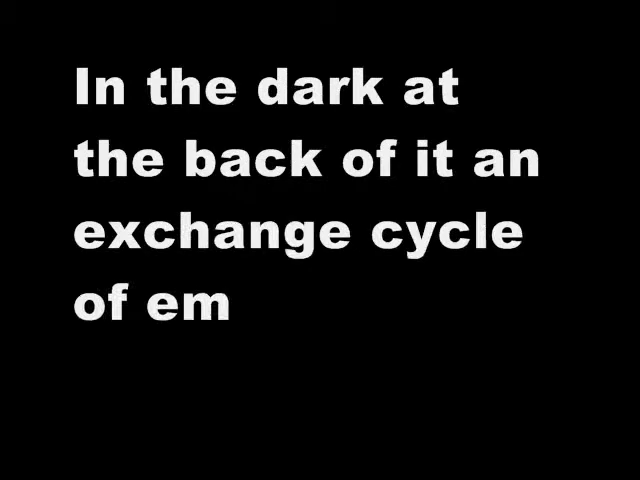 In the dark at
the back of it an
exchange cycle
of em